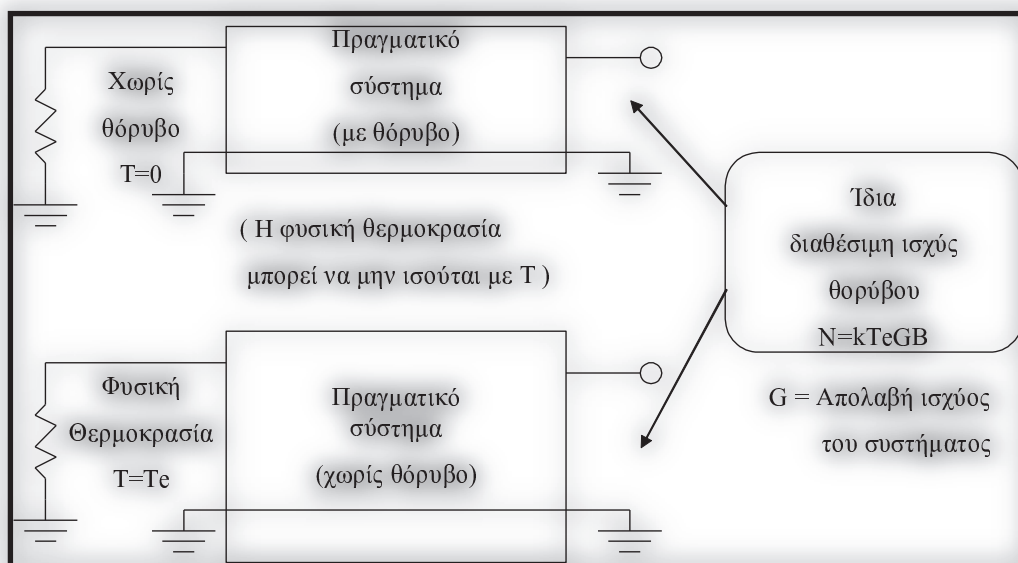 Χωρίς
θόρυβο
Τ=0
Πραγματικό
σύστημα
(με θόρυβο)
( Η φυσική θερμοκρασία
μπορεί να μην ισούται με Τ )
Ίδια
διαθέσιμη ισχύς
θορύβου
N=kTeGB
G = Απολαβή ισχύος
του συστήματος
Φυσική
Θερμοκρασία
T=Te
Πραγματικό
σύστημα
(χωρίς θόρυβο)